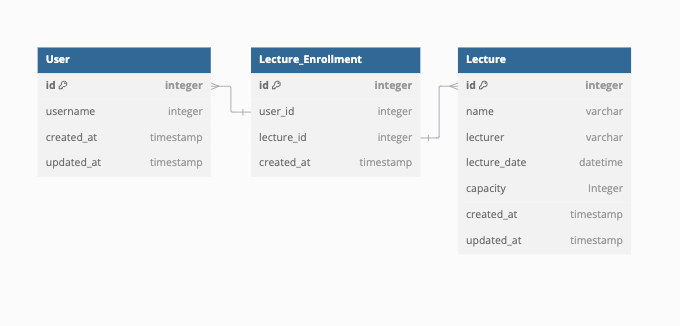 User
id integer
username integer
created_at timestamp
updated_at timestamp
Lecture_Enrollment
id integer
user_id integer
lecture_id integer
created_at timestamp
Lecture
id integer
name varchar
lecturer varchar
lecture_date datetime
capacity Integer
created_at timestamp
updated_at timestamp